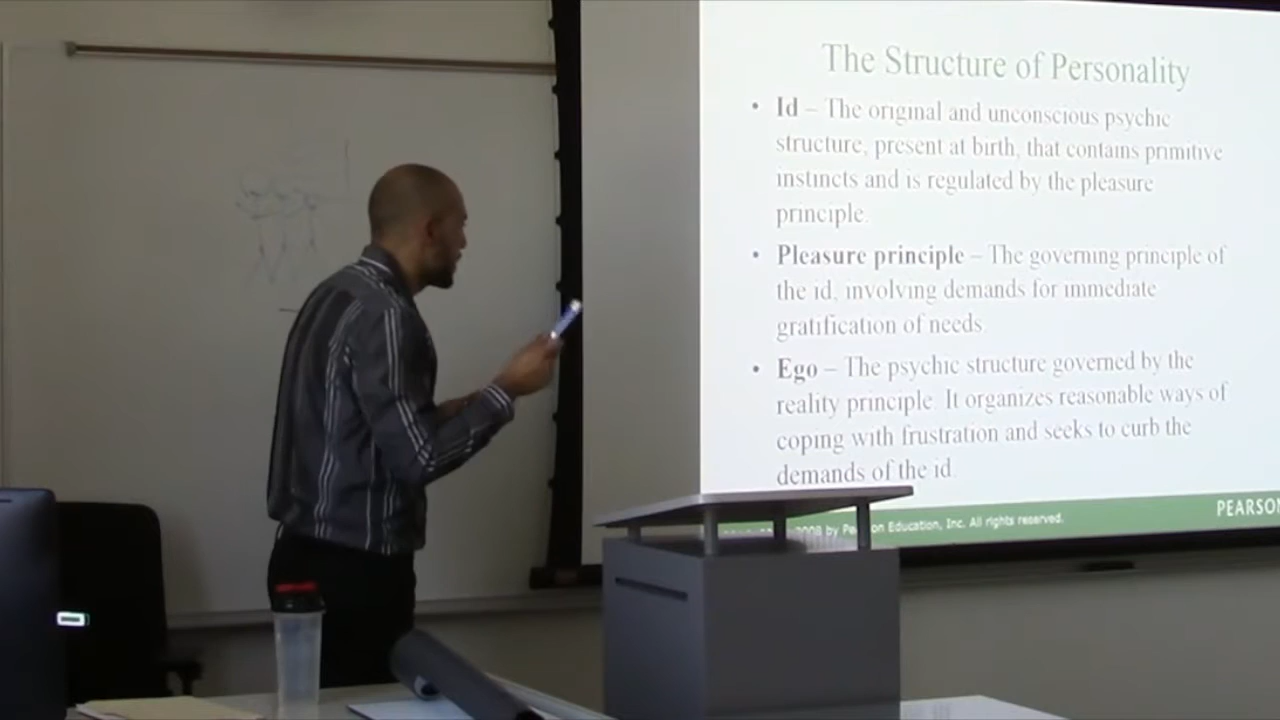 The Structure of Personality
• Id – The original and unconscious psychic
structure, present at birth, that contains primitive
instincts and is regulated by the pleasure
principle.
• Pleasure principle – The governing principle of
the id, involving demands for immediate
gratification of needs.
• Ego – The psychic structure governed by the
reality principle. It organizes reasonable ways of
coping with frustration and seeks to curb the
demands of the id.
2008 by Pearson Education, Inc. All rights reserved.
PEARSON